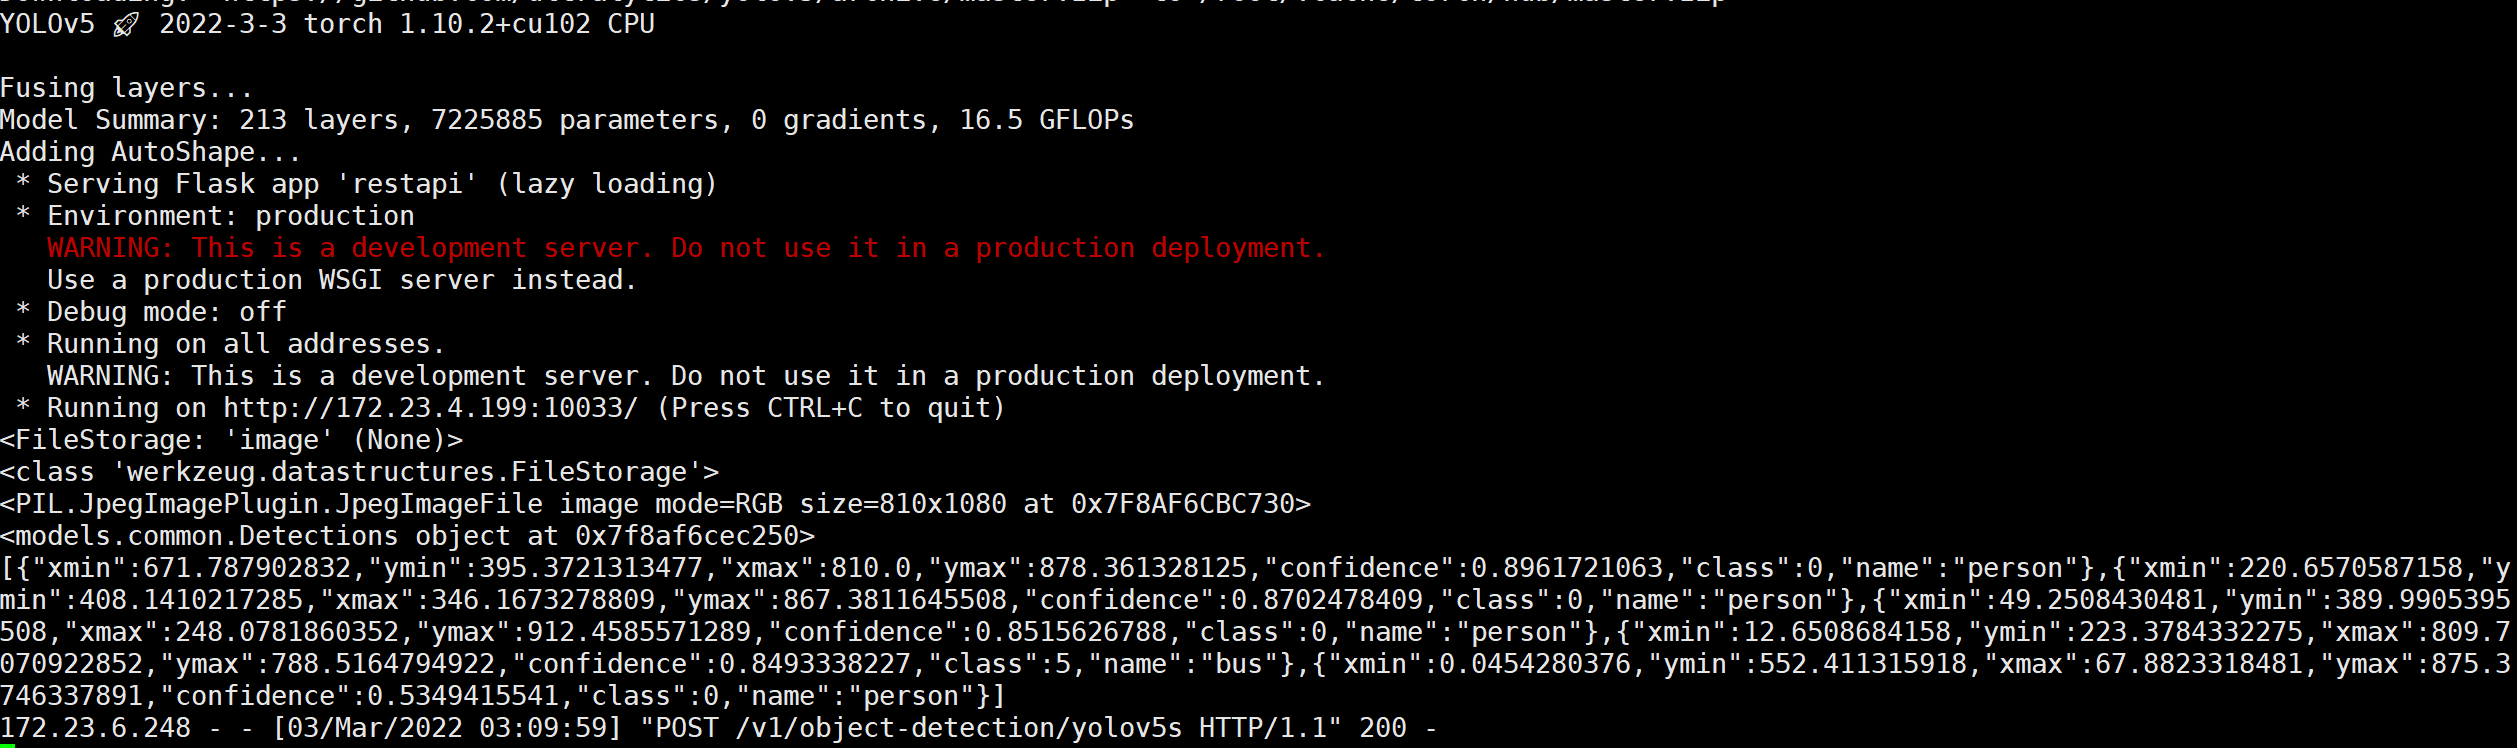 YOLOv5 🚀 2022-3-3 torch 1.10.2+cu102 CPU
Fusing layers...
Model Summary: 213 layers, 7225885 parameters, 0 gradients, 16.5 GFLOPs
Adding AutoShape...
 * Serving Flask app 'restapi' (lazy loading)
 * Environment: production
   WARNING: This is a development server. Do not use it in a production deployment.
   Use a production WSGI server instead.
 * Debug mode: off
 * Running on all addresses.
   WARNING: This is a development server. Do not use it in a production deployment.
 * Running on http://172.23.4.199:10033/ (Press CTRL+C to quit)
<FileStorage: 'image' (None)>
<class 'werkzeug.datastructures.FileStorage'>
<PIL.JpegImagePlugin.JpegImageFile image mode=RGB size=810x1080 at 0x7F8AF6CBC730>
<models.common.Detections object at 0x7f8af6cec250>
[{"xmin":671.787902832,"ymin":395.3721313477,"xmax":810.0,"ymax":878.361328125,"confidence":0.8961721063,"class":0,"name":"person"},{"xmin":220.6570587158,"y
min":408.1410217285,"xmax":346.1673278809,"ymax":867.3811645508,"confidence":0.8702478409,"class":0,"name":"person"},{"xmin":49.2508430481,"ymin":389.9905395
508,"xmax":248.0781860352,"ymax":912.4585571289,"confidence":0.8515626788,"class":0,"name":"person"},{"xmin":12.6508684158,"ymin":223.3784332275,"xmax":809.7
070922852,"ymax":788.5164794922,"confidence":0.8493338227,"class":5,"name":"bus"},{"xmin":0.0454280376,"ymin":552.411315918,"xmax":67.8823318481,"ymax":875.3
746337891,"confidence":0.5349415541,"class":0,"name":"person"}]
172.23.6.248 - - [03/Mar/2022 03:09:59] "POST /v1/object-detection/yolov5s HTTP/1.1" 200 -